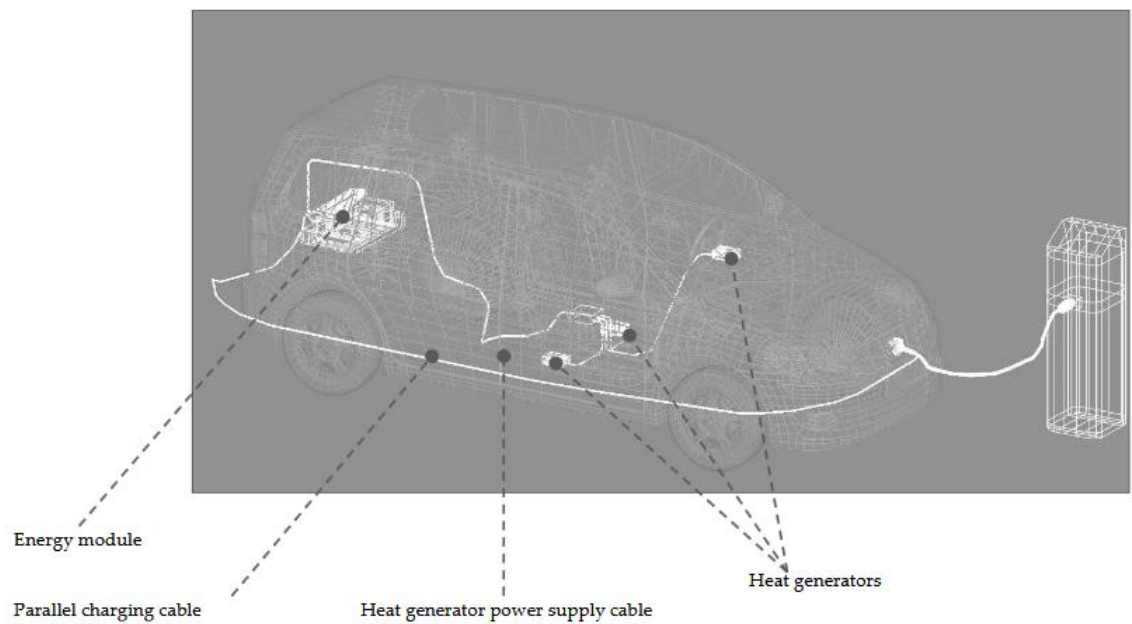 Energy module
Heat generators
Parallel charging cable
Heat generator power supply cable